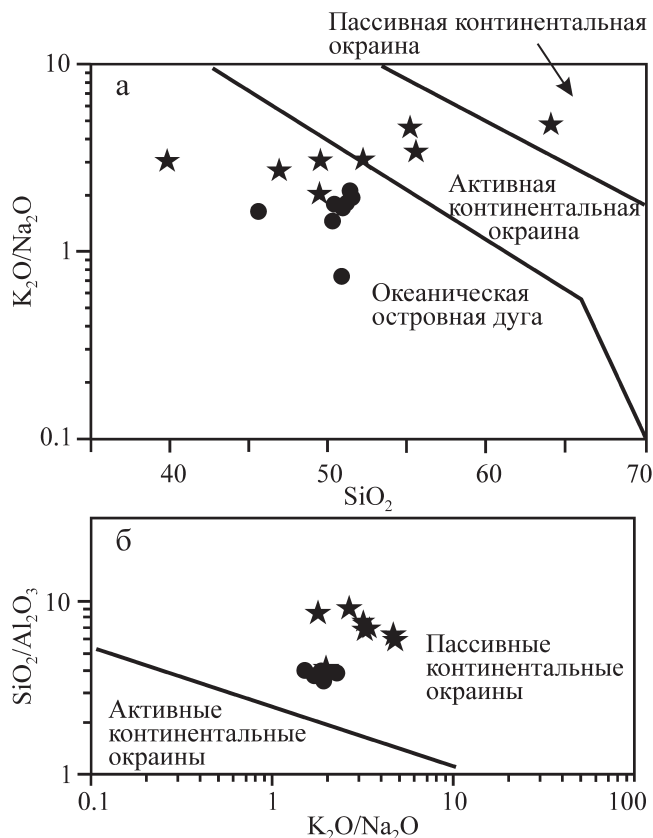 Пассивная континентальная
окраина
10
а
Активная
континентальная
окраина
1
K₂O/Na₂O
Океаническая
островная дуга
0.1
40
50
60
70
SiO₂
б
10
SiO₂/Al₂O₃
Пассивные
континентальные
окраины
Активные
континентальные
окраины
1
0.1
1
10
100
K₂O/Na₂O